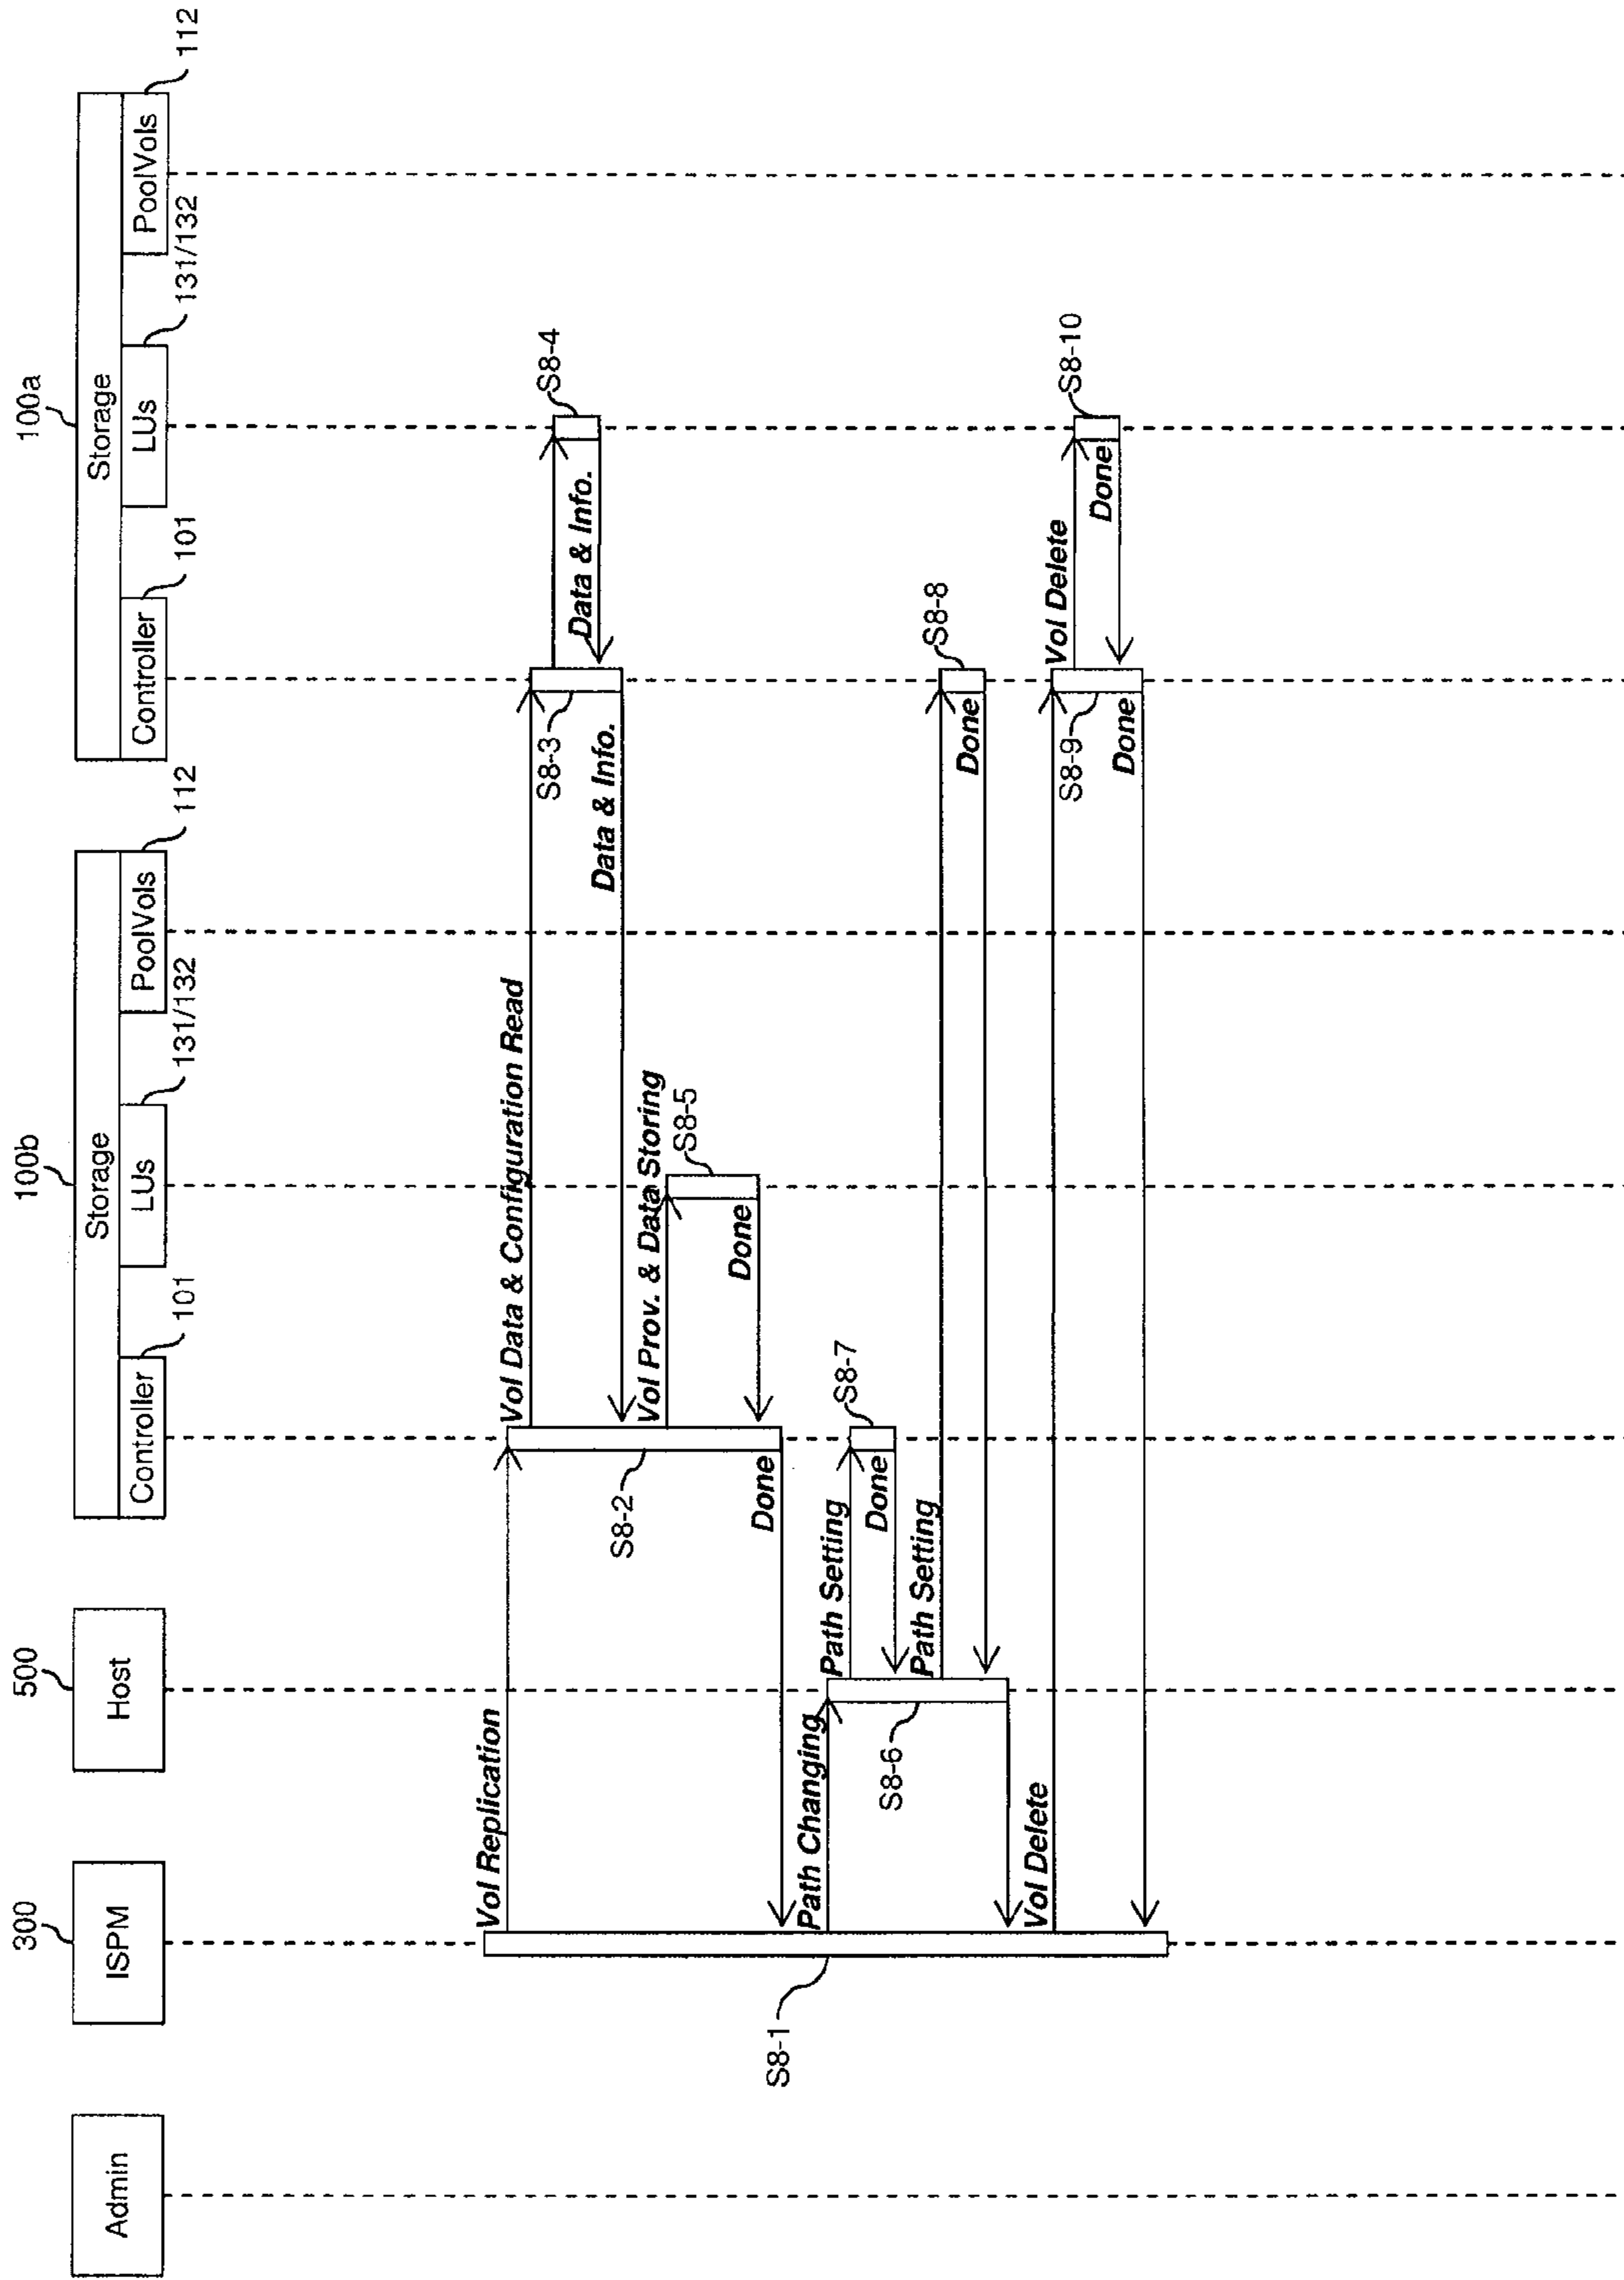 Admin
300
ISPM
500
Host
100b
Storage
Controller
101
LUs
131/132
PoolVols
112
100a
Storage
Controller
101
LUs
131/132
PoolVols
112
S8-1
Vol Replication
Vol Data & Configuration Read
S8-2
S8-3
S8-4
Data & Info.
Data & Info.
Vol Prov. & Data Storing
S8-5
Done
Done
Path Changing
S8-6
Path Setting
S8-7
Done
Path Setting
S8-8
Done
Vol Delete
S8-9
Vol Delete
S8-10
Done
Done